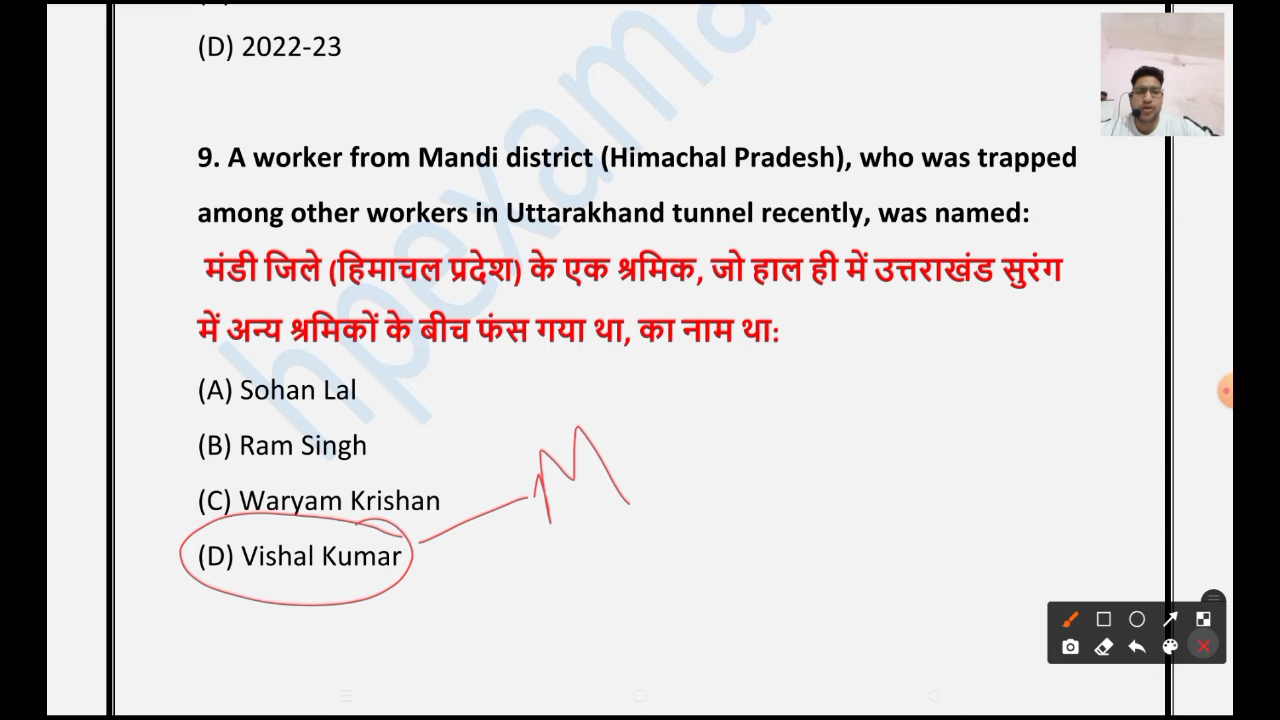 (D) 2022-23
9. A worker from Mandi district (Himachal Pradesh), who was trapped
among other workers in Uttarakhand tunnel recently, was named:
मंडी जिले (हिमाचल प्रदेश) के एक श्रमिक, जो हाल ही में उत्तराखंड सुरंग
में अन्य श्रमिकों के बीच फंस गया था, का नाम था:
(A) Sohan Lal
(B) Ram Singh
(C) Waryam Krishan
(D) Vishal Kumar
M
hpexama